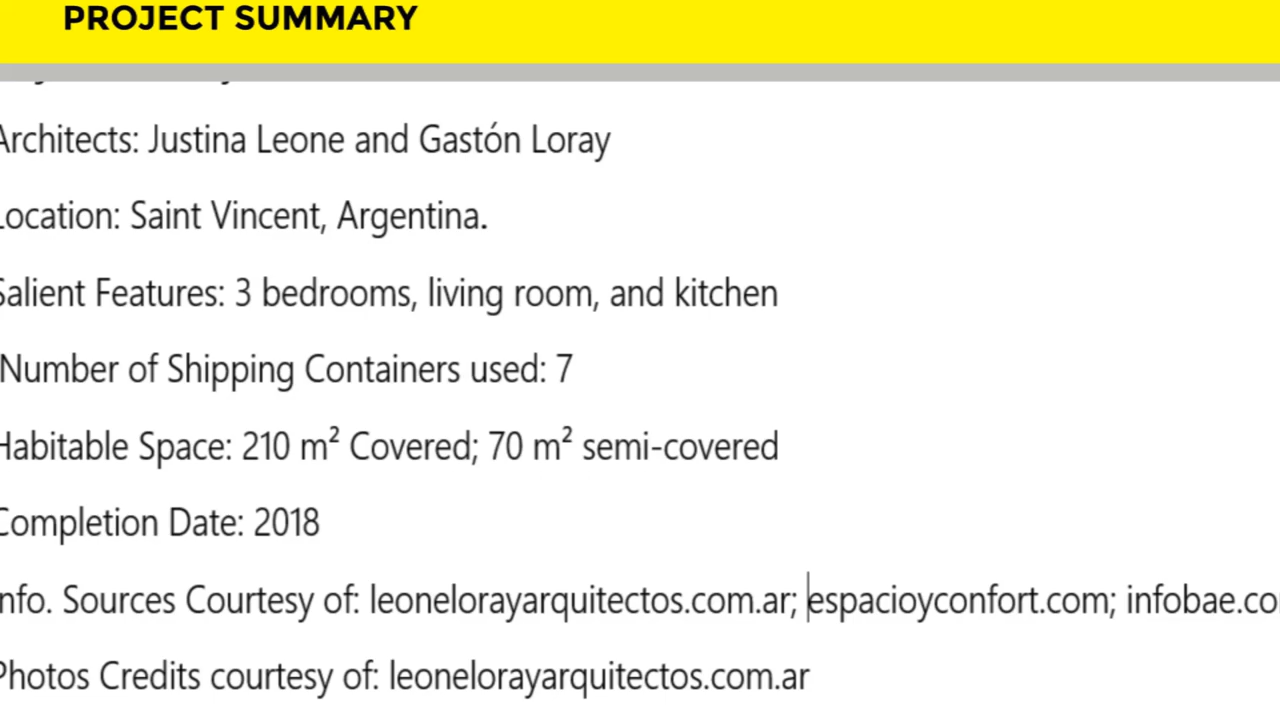 PROJECT SUMMARY
Architects: Justina Leone and Gastón Loray
Location: Saint Vincent, Argentina.
Salient Features: 3 bedrooms, living room, and kitchen
Number of Shipping Containers used: 7
Habitable Space: 210 m² Covered; 70 m² semi-covered
Completion Date: 2018
nfo. Sources Courtesy of: leonelorayarquitectos.com.ar; espacioyconfort.com; infobae.co
Photos Credits courtesy of: leonelorayarquitectos.com.ar